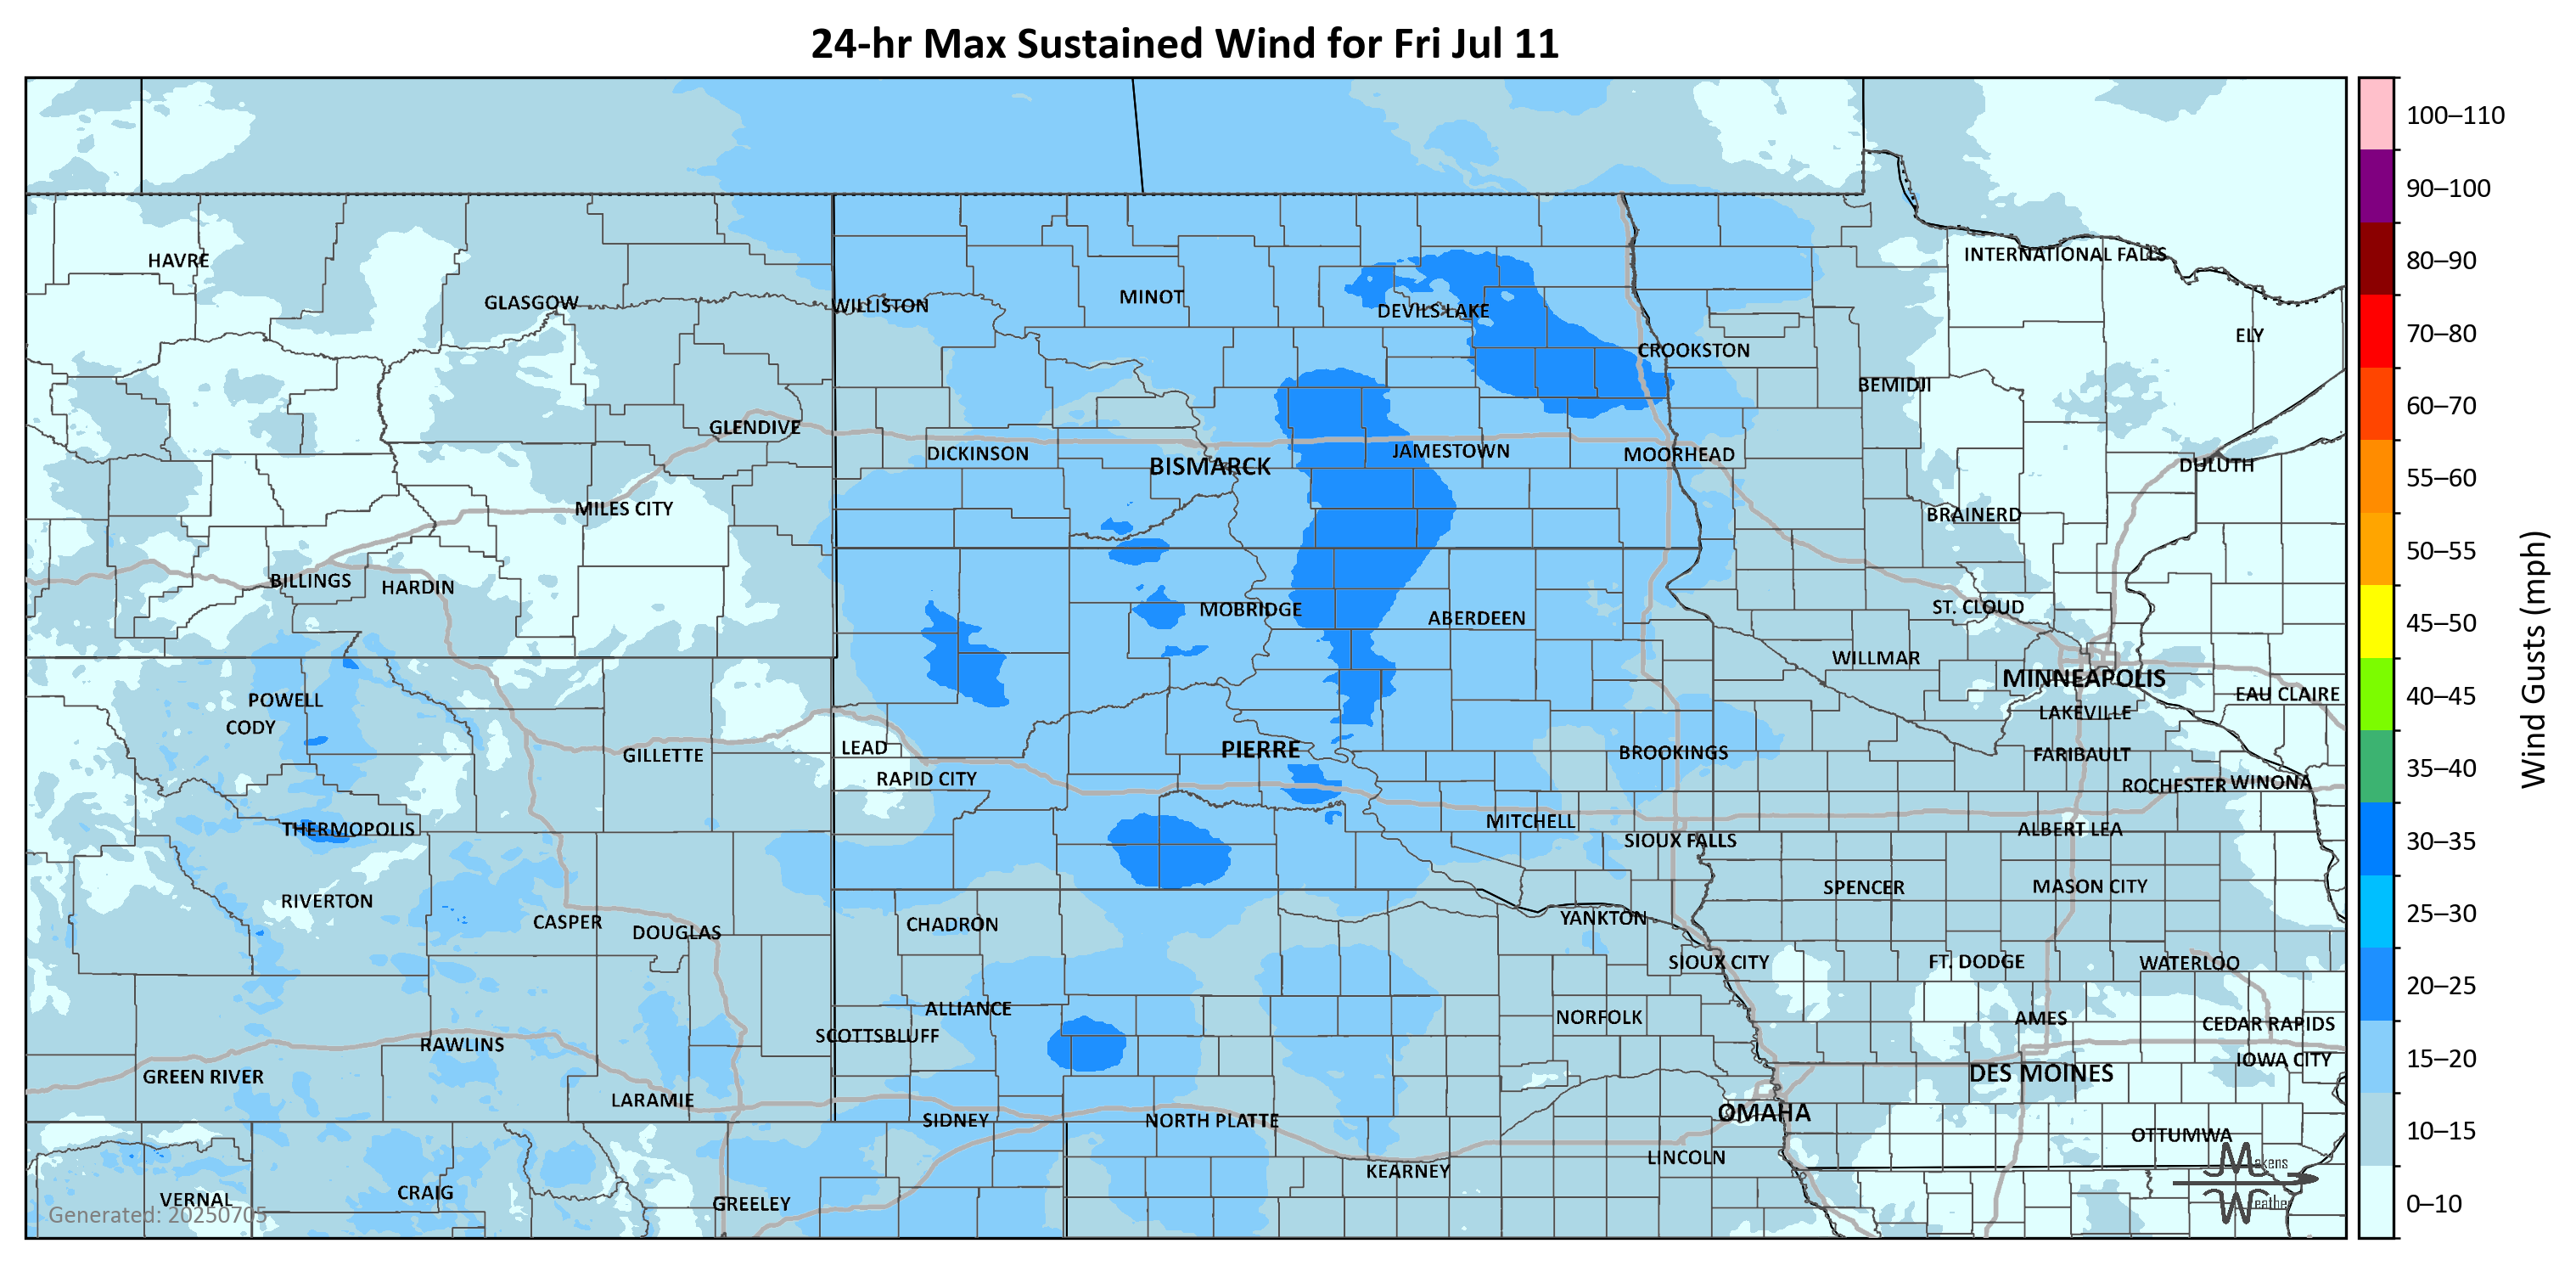 24-hr Max Sustained Wind for Fri Jul 11
100–110
90–100
80–90
70–80
60–70
55–60
50–55
45–50
40–45
35–40
30–35
25–30
20–25
15–20
10–15
0–10
Wind Gusts (mph)
HAVRE
INTERNATIONAL FALLS
GLASGOW
WILLISTON
MINOT
DEVILS LAKE
ELY
CROOKSTON
BEMIDJI
GLENDIVE
DICKINSON
BISMARCK
JAMESTOWN
MOORHEAD
DULUTH
MILES CITY
BRAINERD
BILLINGS
HARDIN
MOBRIDGE
ABERDEEN
ST. CLOUD
WILLMAR
MINNEAPOLIS
EAU CLAIRE
POWELL
CODY
LAKEVILLE
GILLETTE
LEAD
PIERRE
BROOKINGS
FARIBAULT
RAPID CITY
ROCHESTER
WINONA
THERMOPOLIS
MITCHELL
SIOUX FALLS
ALBERT LEA
RIVERTON
SPENCER
MASON CITY
CASPER
DOUGLAS
CHADRON
YANKTON
SIOUX CITY
FT. DODGE
WATERLOO
ALLIANCE
NORFOLK
AMES
CEDAR RAPIDS
SCOTTSBLUFF
RAWLINS
IOWA CITY
GREEN RIVER
DES MOINES
LARAMIE
SIDNEY
NORTH PLATTE
OMAHA
OTTUMWA
LINCOLN
KEARNEY
VERNAL
CRAIG
GREELEY
Makens
Weather
Generated: 20250705